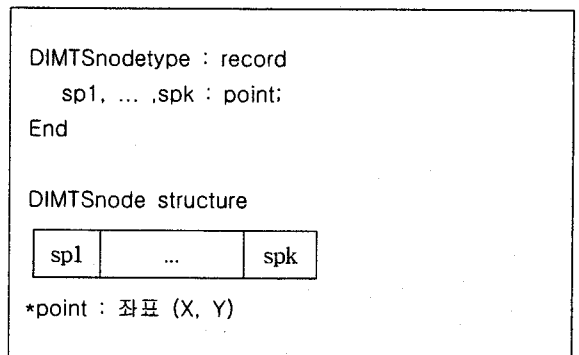 DIMTSnodetype : record
sp1, ... ,spk : point;
End
DIMTSnode structure
sp1 ... spk
*point : 좌표 (X, Y)